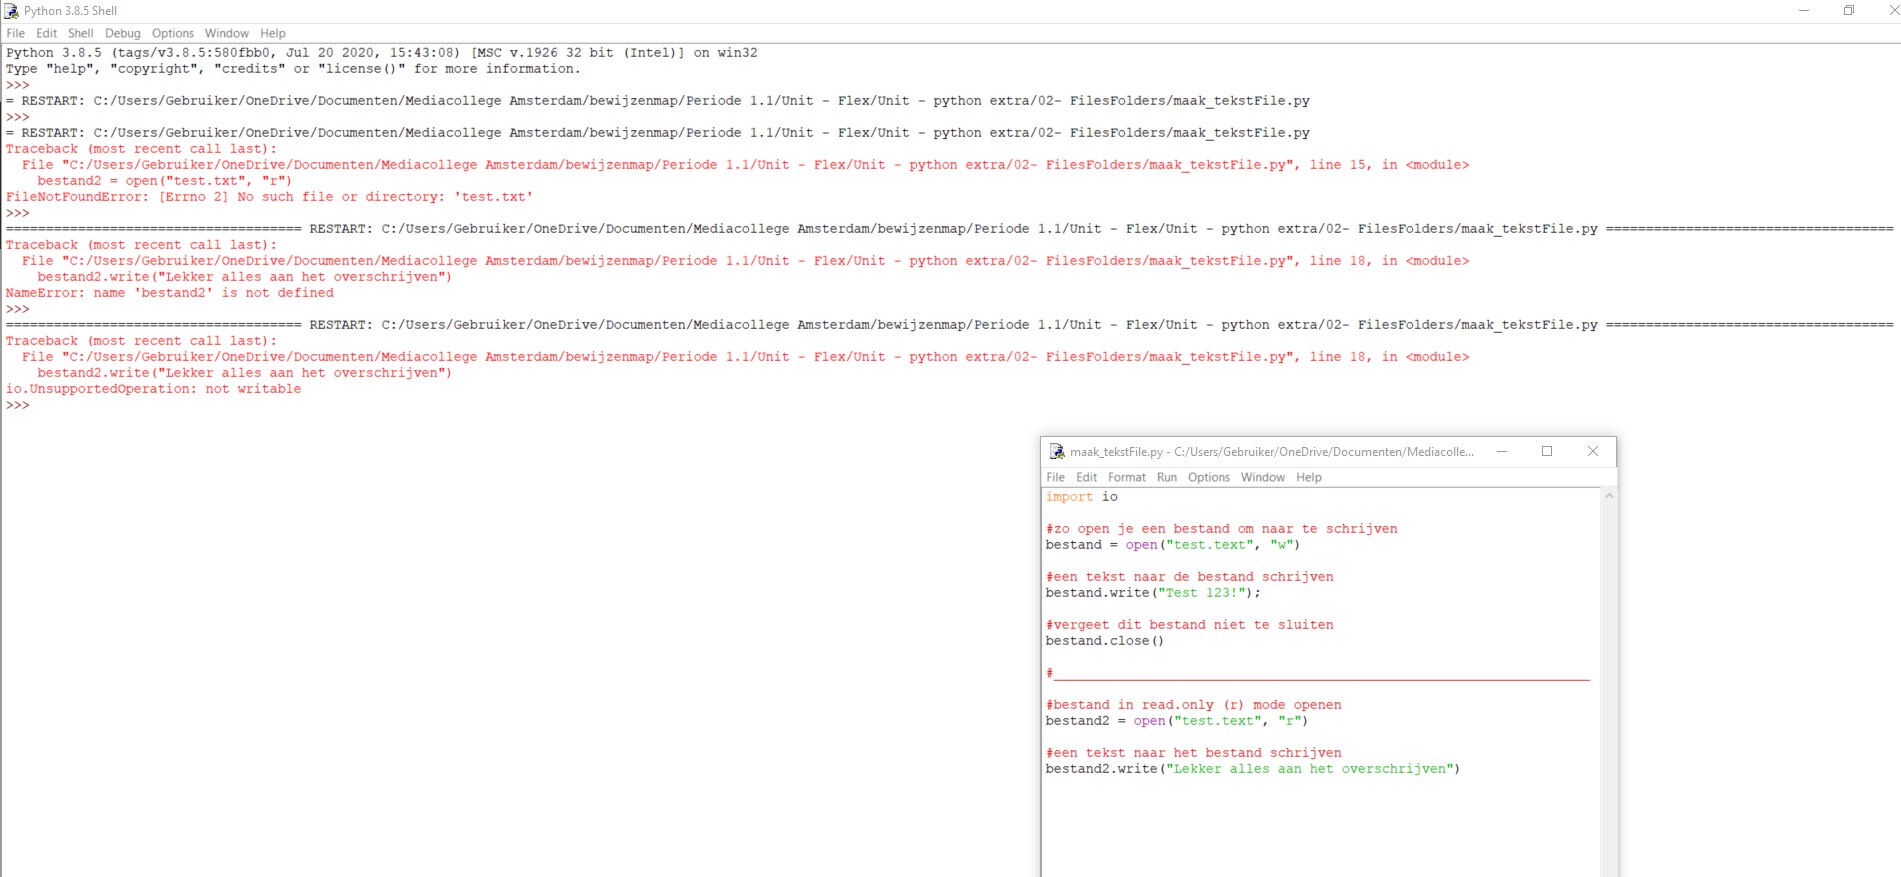 Python 3.8.5 Shell
File Edit Shell Debug Options Window Help
Python 3.8.5 (tags/v3.8.5:580fbb0, Jul 20 2020, 15:43:08) [MSC v.1926 32 bit (Intel)] on win32
Type "help", "copyright", "credits" or "license()" for more information.
>>>
= RESTART: C:/Users/Gebruiker/OneDrive/Documenten/Mediacollege Amsterdam/bewijzenmap/Periode 1.1/Unit - Flex/Unit - python extra/02- FilesFolders/maak_tekstFile.py
>>>
= RESTART: C:/Users/Gebruiker/OneDrive/Documenten/Mediacollege Amsterdam/bewijzenmap/Periode 1.1/Unit - Flex/Unit - python extra/02- FilesFolders/maak_tekstFile.py
Traceback (most recent call last):
  File "C:/Users/Gebruiker/OneDrive/Documenten/Mediacollege Amsterdam/bewijzenmap/Periode 1.1/Unit - Flex/Unit - python extra/02- FilesFolders/maak_tekstFile.py", line 15, in <module>
    bestand2 = open("test.txt", "r")
FileNotFoundError: [Errno 2] No such file or directory: 'test.txt'
>>>
===================================== RESTART: C:/Users/Gebruiker/OneDrive/Documenten/Mediacollege Amsterdam/bewijzenmap/Periode 1.1/Unit - Flex/Unit - python extra/02- FilesFolders/maak_tekstFile.py ====================================
Traceback (most recent call last):
  File "C:/Users/Gebruiker/OneDrive/Documenten/Mediacollege Amsterdam/bewijzenmap/Periode 1.1/Unit - Flex/Unit - python extra/02- FilesFolders/maak_tekstFile.py", line 18, in <module>
    bestand2.write("Lekker alles aan het overschrijven")
NameError: name 'bestand2' is not defined
>>>
===================================== RESTART: C:/Users/Gebruiker/OneDrive/Documenten/Mediacollege Amsterdam/bewijzenmap/Periode 1.1/Unit - Flex/Unit - python extra/02- FilesFolders/maak_tekstFile.py ====================================
Traceback (most recent call last):
  File "C:/Users/Gebruiker/OneDrive/Documenten/Mediacollege Amsterdam/bewijzenmap/Periode 1.1/Unit - Flex/Unit - python extra/02- FilesFolders/maak_tekstFile.py", line 18, in <module>
    bestand2.write("Lekker alles aan het overschrijven")
io.UnsupportedOperation: not writable
>>>
maak_tekstFile.py - C:/Users/Gebruiker/OneDrive/Documenten/Mediacolle...
File Edit Format Run Options Window Help
import io
#zo open je een bestand om naar te schrijven
bestand = open("test.text", "w")
#een tekst naar de bestand schrijven
bestand.write("Test 123!");
#vergeet dit bestand niet te sluiten
bestand.close()
#___________________________________________________________________
#bestand in read.only (r) mode openen
bestand2 = open("test.text", "r")
#een tekst naar het bestand schrijven
bestand2.write("Lekker alles aan het overschrijven")